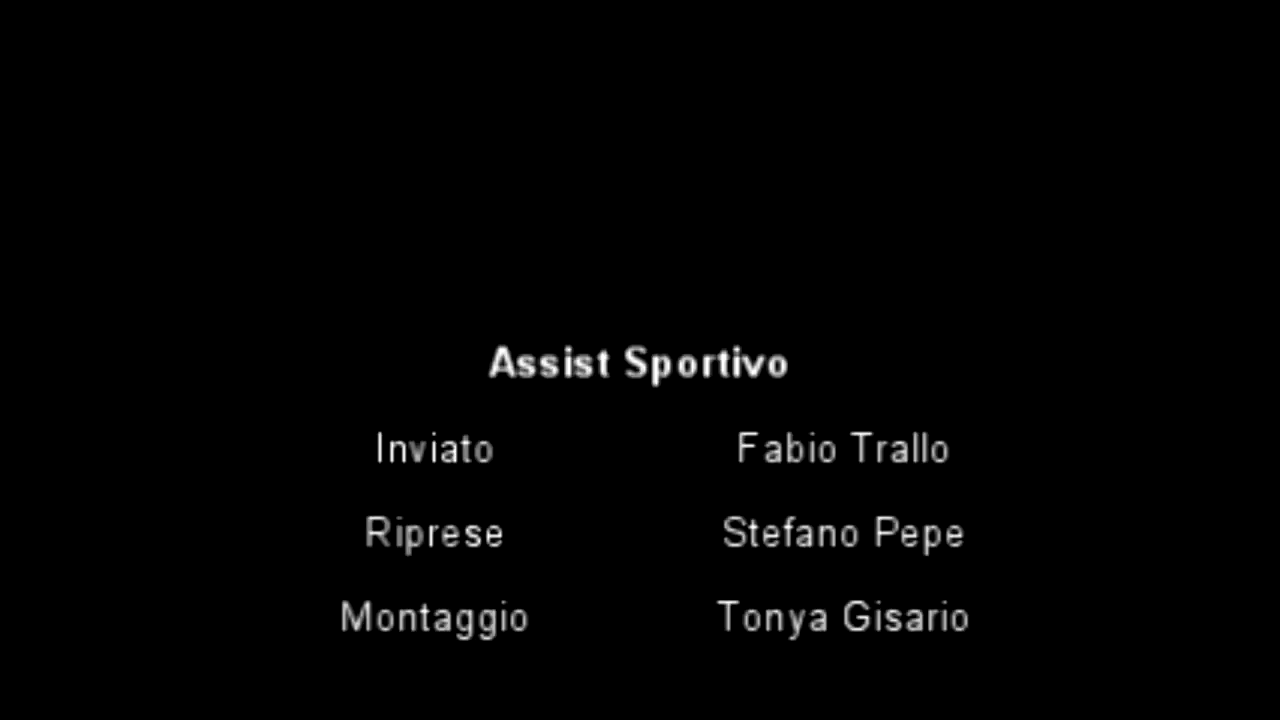 Assist Sportivo
Inviato Fabio Trallo
Riprese Stefano Pepe
Montaggio Tonya Gisario